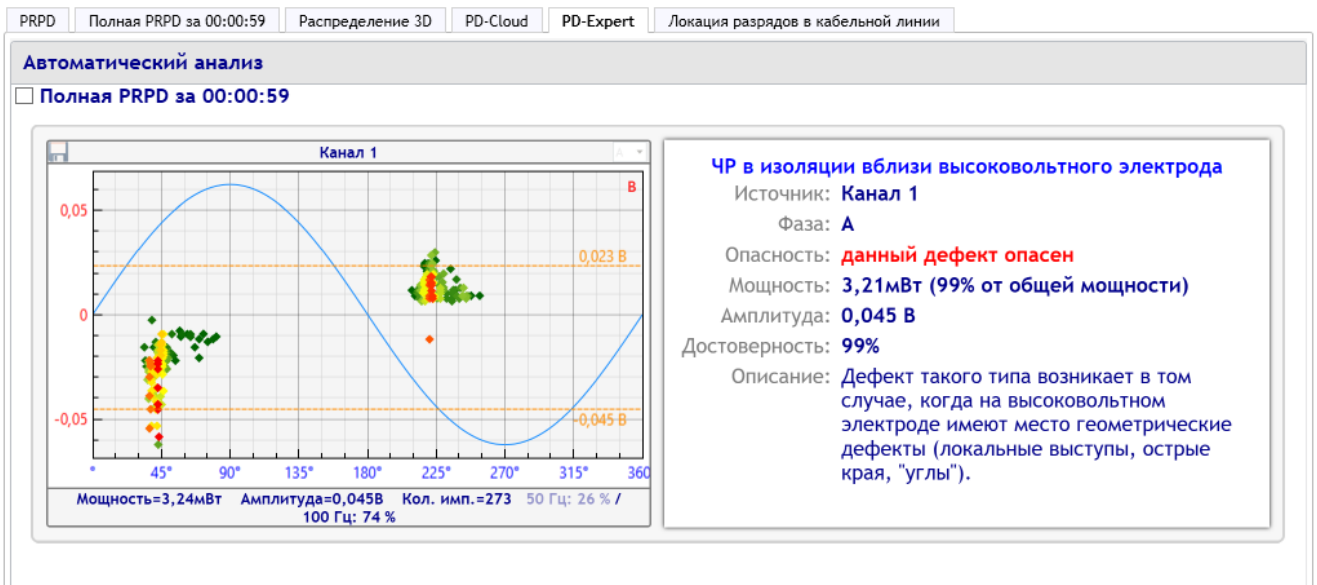 PRPD
Полная PRPD за 00:00:59
Распределение 3D
PD-Cloud
PD-Expert
Локация разрядов в кабельной линии
Автоматический анализ
Полная PRPD за 00:00:59
Канал 1
A
В
0,05
0,023 В
0
-0,05
-0,045 В
°
45°
90°
135°
180°
225°
270°
315°
360
Мощность=3,24мВт Амплитуда=0,045В Кол. имп.=273 50 Гц: 26 % /
100 Гц: 74 %
ЧР в изоляции вблизи высоковольтного электрода
Источник: Канал 1
Фаза: A
Опасность: данный дефект опасен
Мощность: 3,21мВт (99% от общей мощности)
Амплитуда: 0,045 В
Достоверность: 99%
Описание: Дефект такого типа возникает в том
случае, когда на высоковольтном
электроде имеют место геометрические
дефекты (локальные выступы, острые
края, "углы").